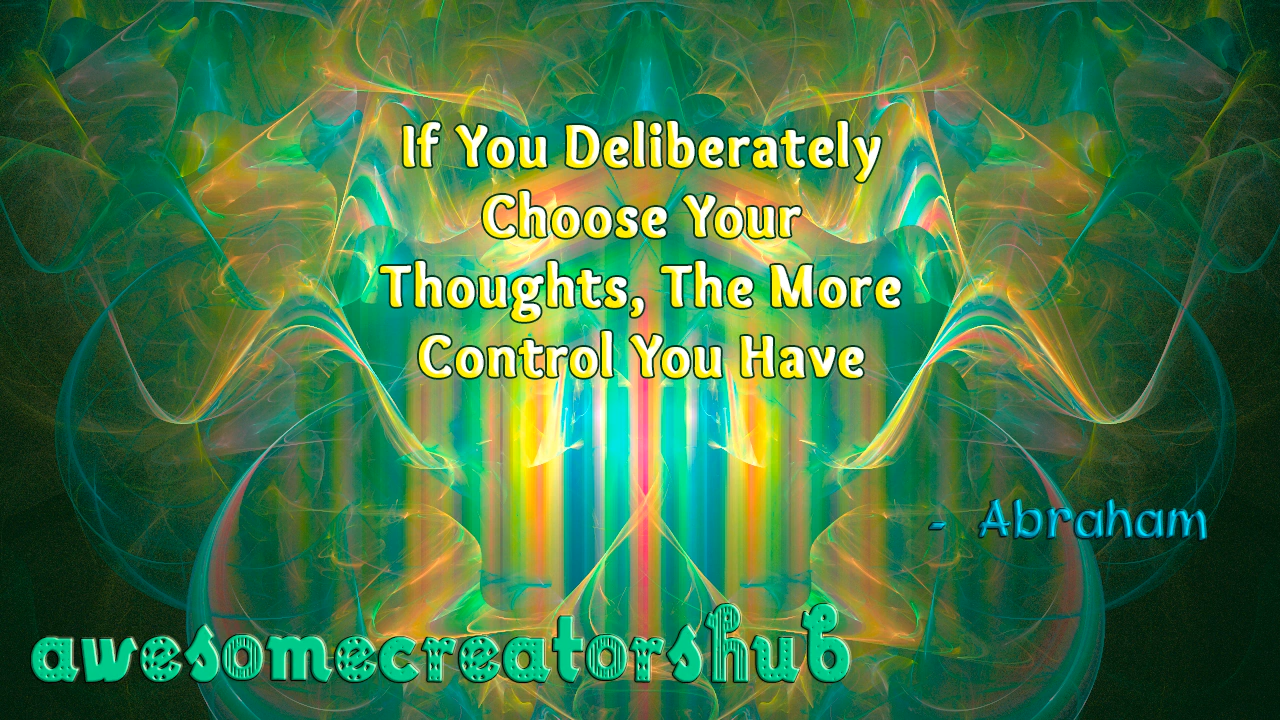 If You Deliberately
Choose Your
Thoughts, The More
Control You Have
- Abraham
awesomecreatorshub